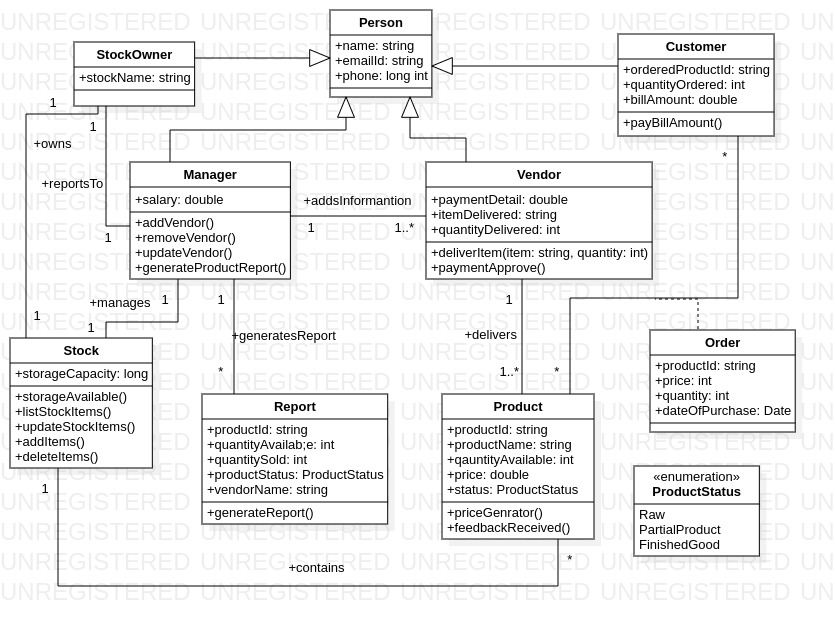 Person
+name: string
+emailId: string
+phone: long int
StockOwner
+stockName: string
Customer
+orderedProductId: string
+quantityOrdered: int
+billAmount: double
+payBillAmount()
1
+owns
1
1
+reportsTo
1
*
*
Manager
+salary: double
+addVendor()
+removeVendor()
+updateVendor()
+generateProductReport()
+addsInformantion
1
1..*
Vendor
+paymentDetail: double
+itemDelivered: string
+quantityDelivered: int
+deliverItem(item: string, quantity: int)
+paymentApprove()
+manages
1
1
1
+generatesReport
*
1
+delivers
1..*
Order
+productId: string
+price: int
+quantity: int
+dateOfPurchase: Date
Stock
+storageCapacity: long
+storageAvailable()
+listStockItems()
+updateStockItems()
+addItems()
+deleteItems()
Report
+productId: string
+quantityAvailab;e: int
+quantitySold: int
+productStatus: ProductStatus
+vendorName: string
+generateReport()
Product
+productId: string
+productName: string
+qauntityAvailable: int
+price: double
+status: ProductStatus
+priceGenrator()
+feedbackReceived()
«enumeration»
ProductStatus
Raw
PartialProduct
FinishedGood
1
+contains
*
UNREGISTERED